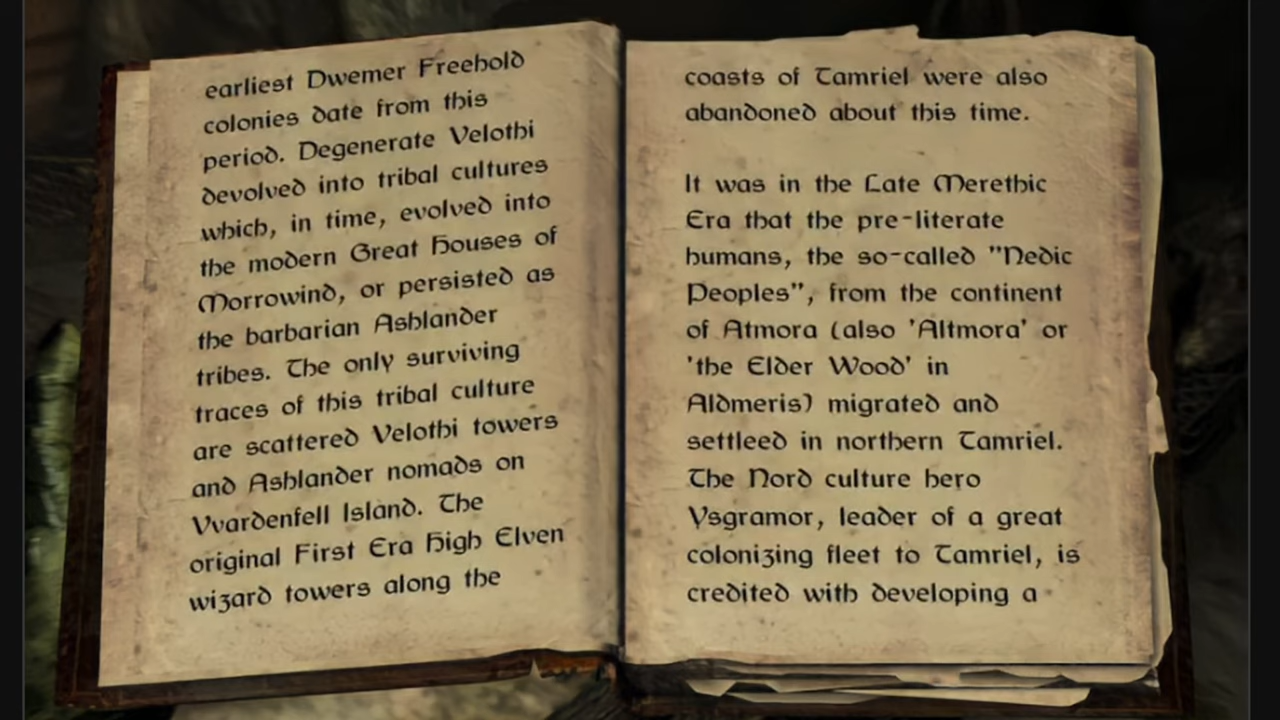 earliest Dwemer Freehold
colonies date from this
period. Degenerate Velothi
devolved into tribal cultures
which, in time, evolved into
the modern Great Houses of
Morrowind, or persisted as
the barbarian Ashlander
tribes. The only surviving
traces of this tribal culture
are scattered Velothi towers
and Ashlander nomads on
Vvardenfell Island. The
original First Era High Elven
wizard towers along the
coasts of Tamriel were also
abandoned about this time.
It was in the Late Merethic
Era that the pre-literate
humans, the so-called "Nedic
Peoples", from the continent
of Atmora (also 'Altmora' or
'the Elder Wood' in
Aldmeris) migrated and
settleed in northern Tamriel.
The Nord culture hero
Ysgramor, leader of a great
colonizing fleet to Tamriel, is
credited with developing a